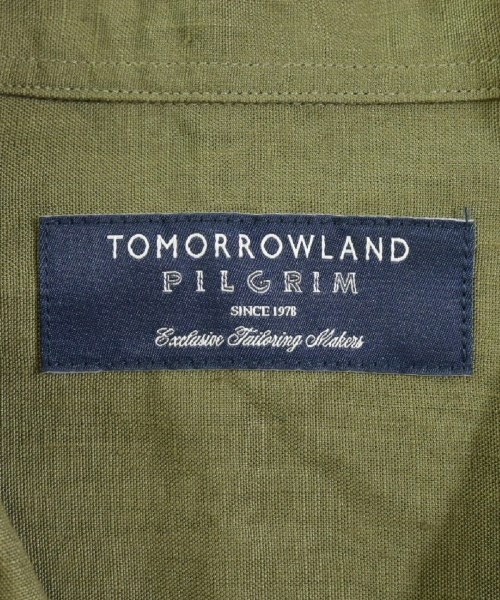 TOMORROWLAND
PILGRIM
SINCE 1978
Exclusive Tailoring Makers